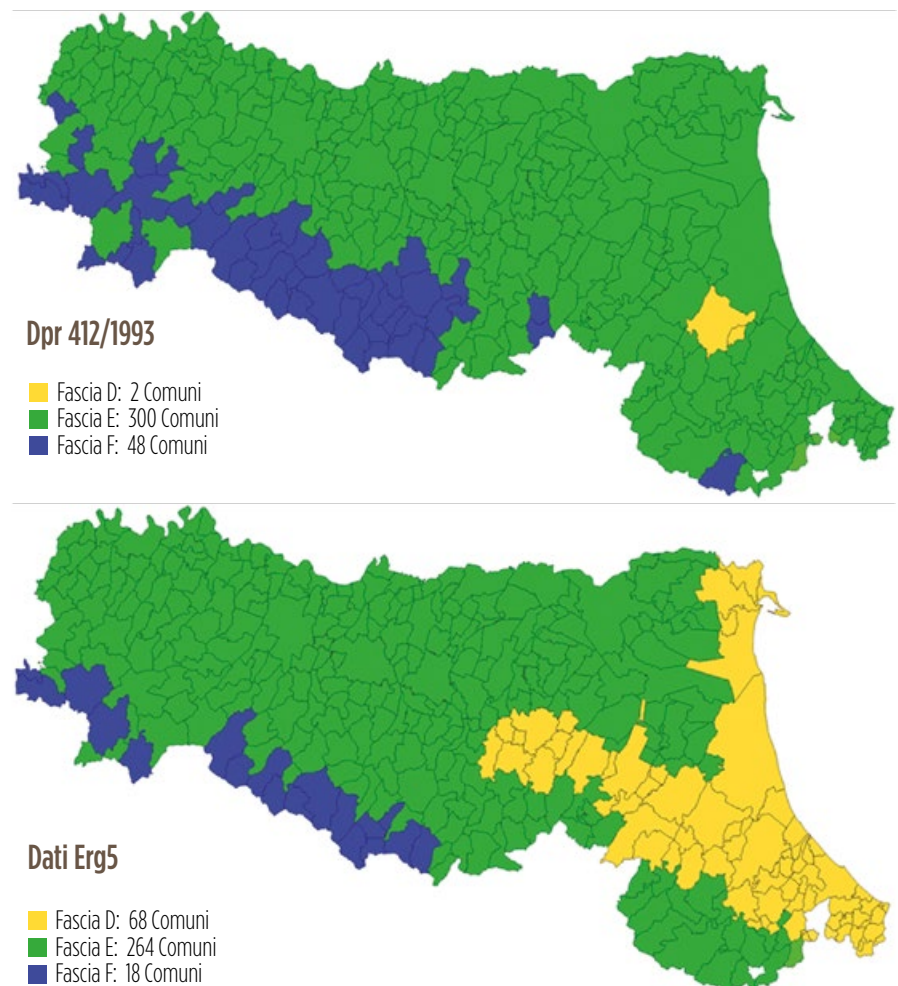 Dpr 412/1993
Fascia D: 2 Comuni
Fascia E: 300 Comuni
Fascia F: 48 Comuni
Dati Erg5
Fascia D: 68 Comuni
Fascia E: 264 Comuni
Fascia F: 18 Comuni